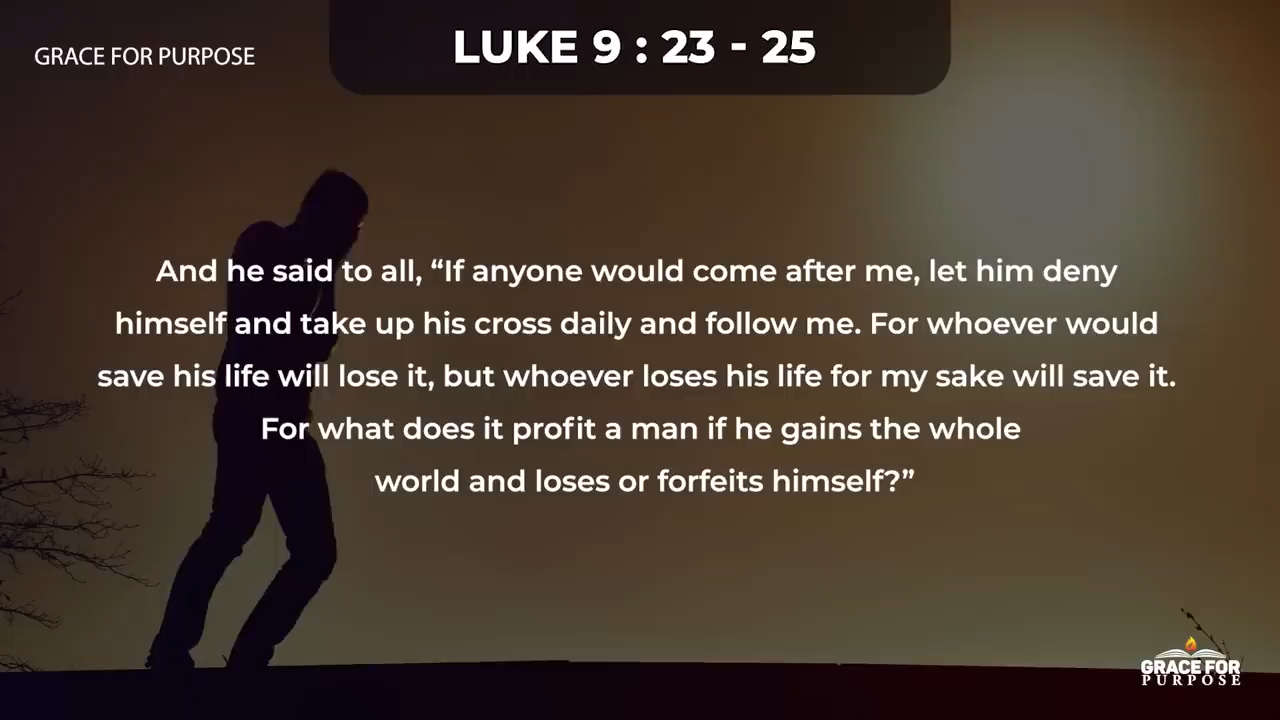 GRACE FOR PURPOSE
LUKE 9 : 23 - 25
And he said to all, “If anyone would come after me, let him deny
himself and take up his cross daily and follow me. For whoever would
save his life will lose it, but whoever loses his life for my sake will save it.
For what does it profit a man if he gains the whole
world and loses or forfeits himself?”
GRACE FOR
PURPOSE